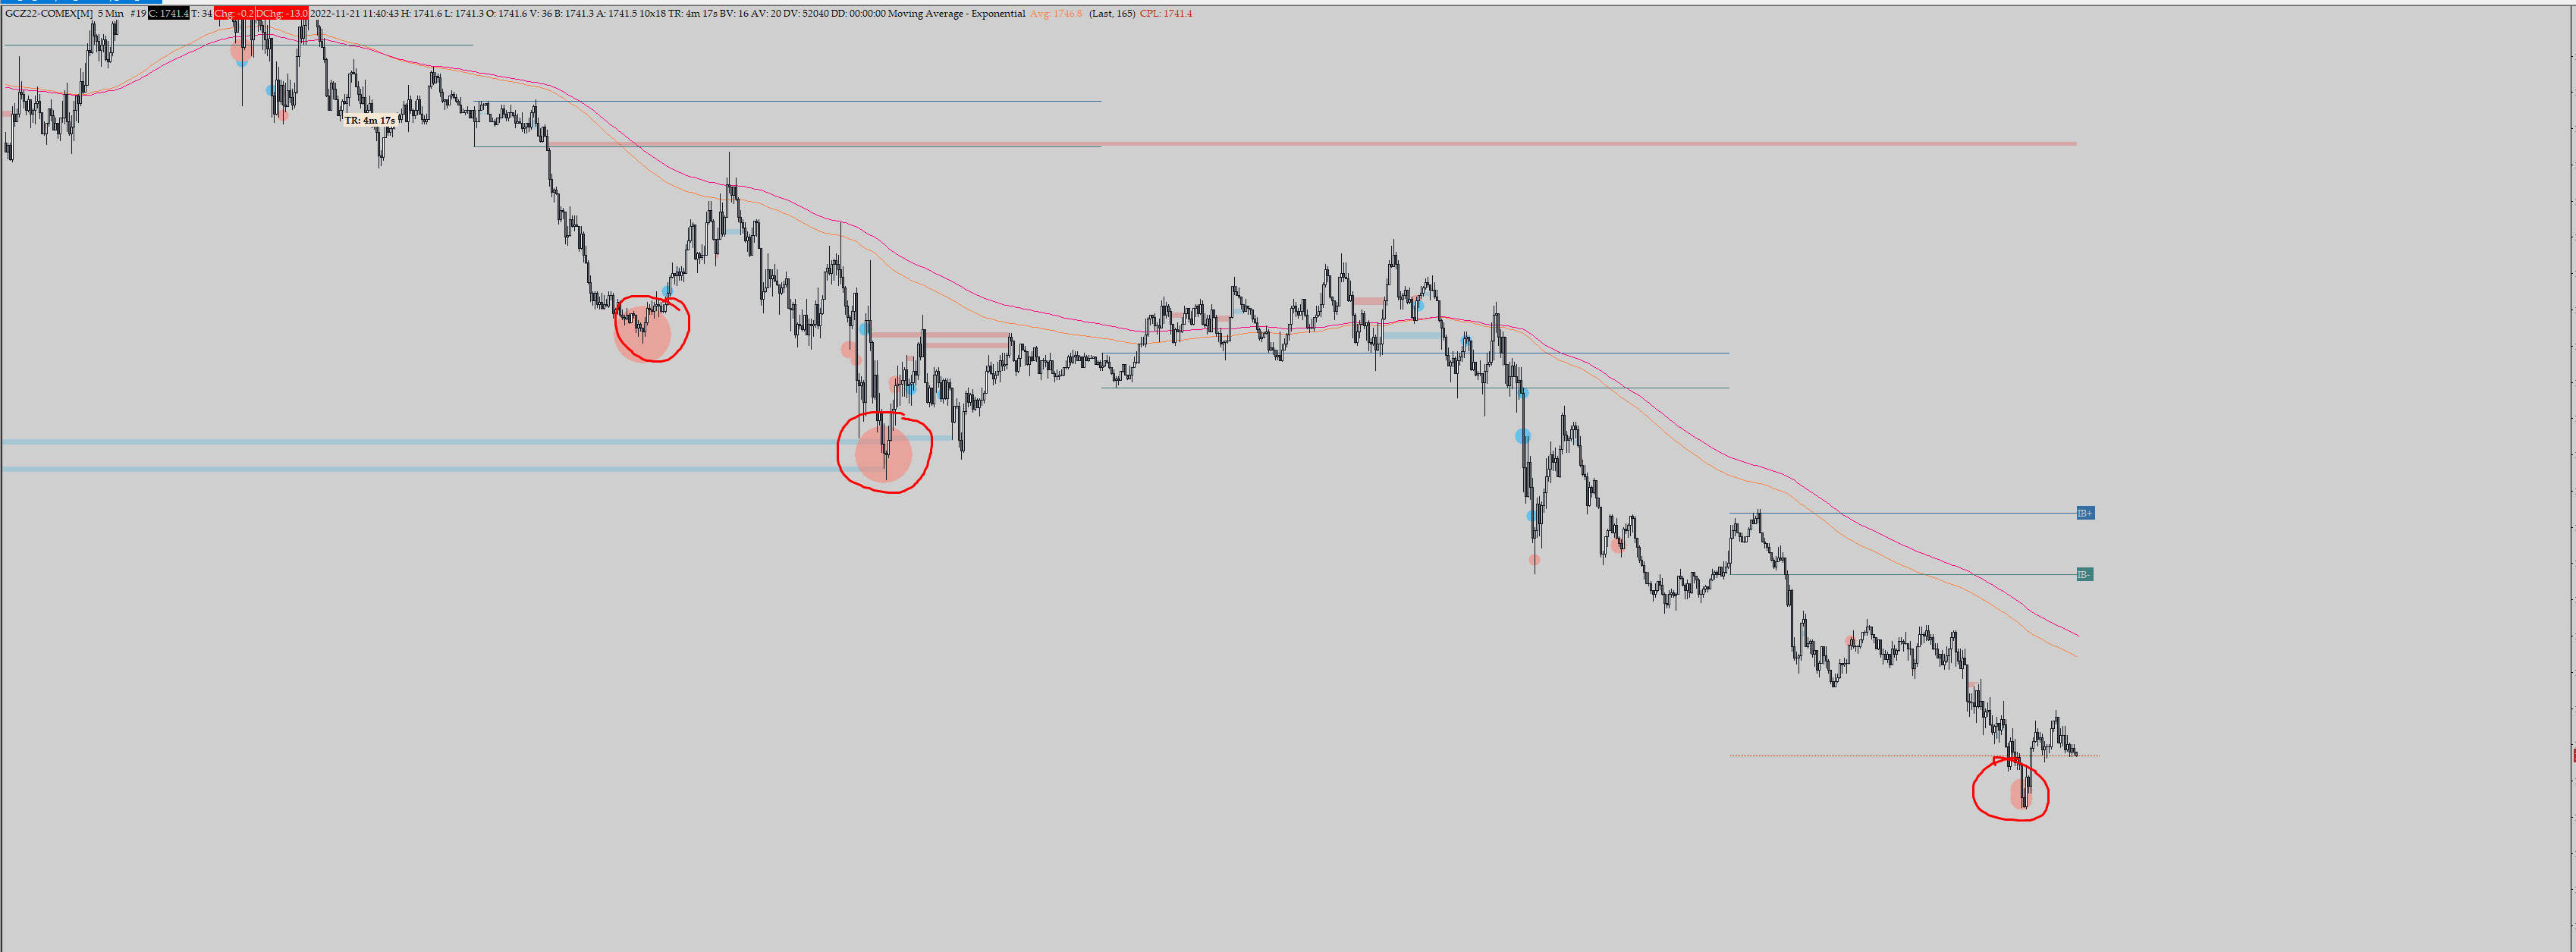 GCZ22-COMEX[M] 5 Min #19 C: 1741.4 T: 34 Chg: -0.2 DChg: -13.0 2022-11-21 11:40:43 H: 1741.6 L: 1741.3 O: 1741.6 V: 36 B: 1741.3 A: 1741.5 10x18 TR: 4m 17s BV: 16 AV: 20 DV: 52040 DD: 00:00:00 Moving Average - Exponential Avg: 1746.8 (Last, 165) CPL: 1741.4
TR: 4m 17s
IB+
IB-